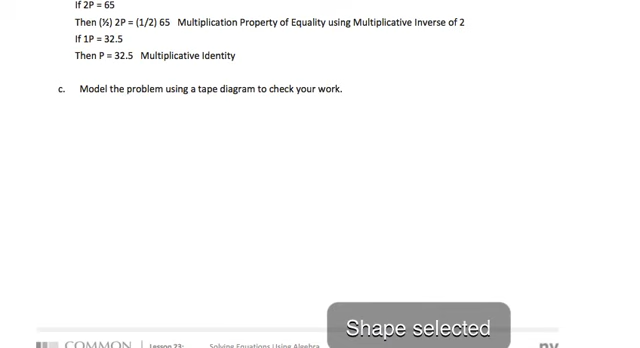 If 2P = 65
Then (½) 2P = (1/2) 65 Multiplication Property of Equality using Multiplicative Inverse of 2
If 1P = 32.5
Then P = 32.5 Multiplicative Identity
c. Model the problem using a tape diagram to check your work.
Shape selected
COMMON Lesson 23: Solving Equations Using Algebra
ny